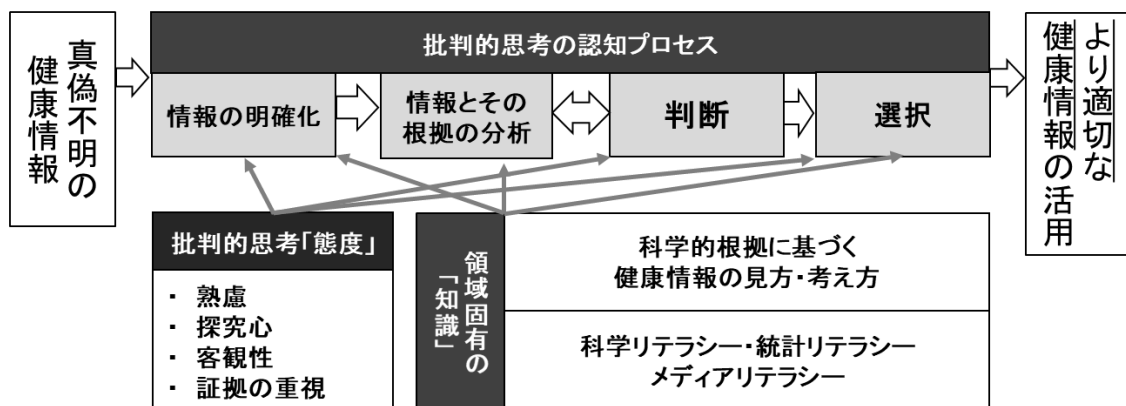 真偽不明の
健康情報
批判的思考の認知プロセス
情報の明確化
情報とその
根拠の分析
判断
選択
より適切な
健康情報の活用
批判的思考「態度」
・ 熟慮
・ 探究心
・ 客観性
・ 証拠の重視
領域固有の
「知識」
科学的根拠に基づく
健康情報の見方・考え方
科学リテラシー・統計リテラシー
メディアリテラシー